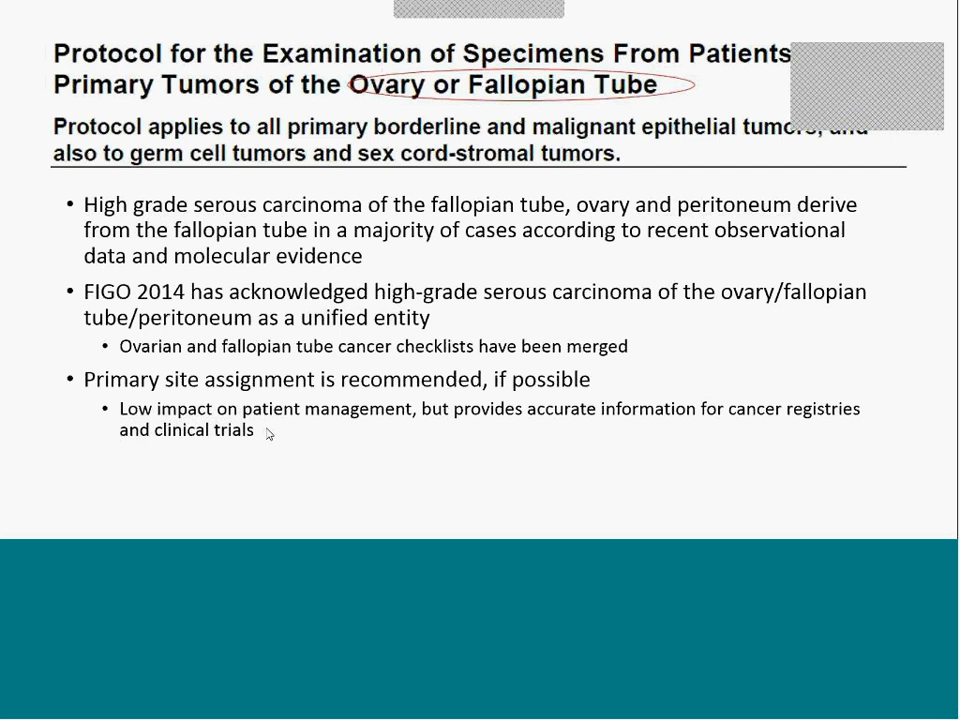 Protocol for the Examination of Specimens From Patients
Primary Tumors of the Ovary or Fallopian Tube
Protocol applies to all primary borderline and malignant epithelial tumors, and
also to germ cell tumors and sex cord-stromal tumors.
• High grade serous carcinoma of the fallopian tube, ovary and peritoneum derive
from the fallopian tube in a majority of cases according to recent observational
data and molecular evidence
• FIGO 2014 has acknowledged high-grade serous carcinoma of the ovary/fallopian
tube/peritoneum as a unified entity
• Ovarian and fallopian tube cancer checklists have been merged
• Primary site assignment is recommended, if possible
• Low impact on patient management, but provides accurate information for cancer registries
and clinical trials